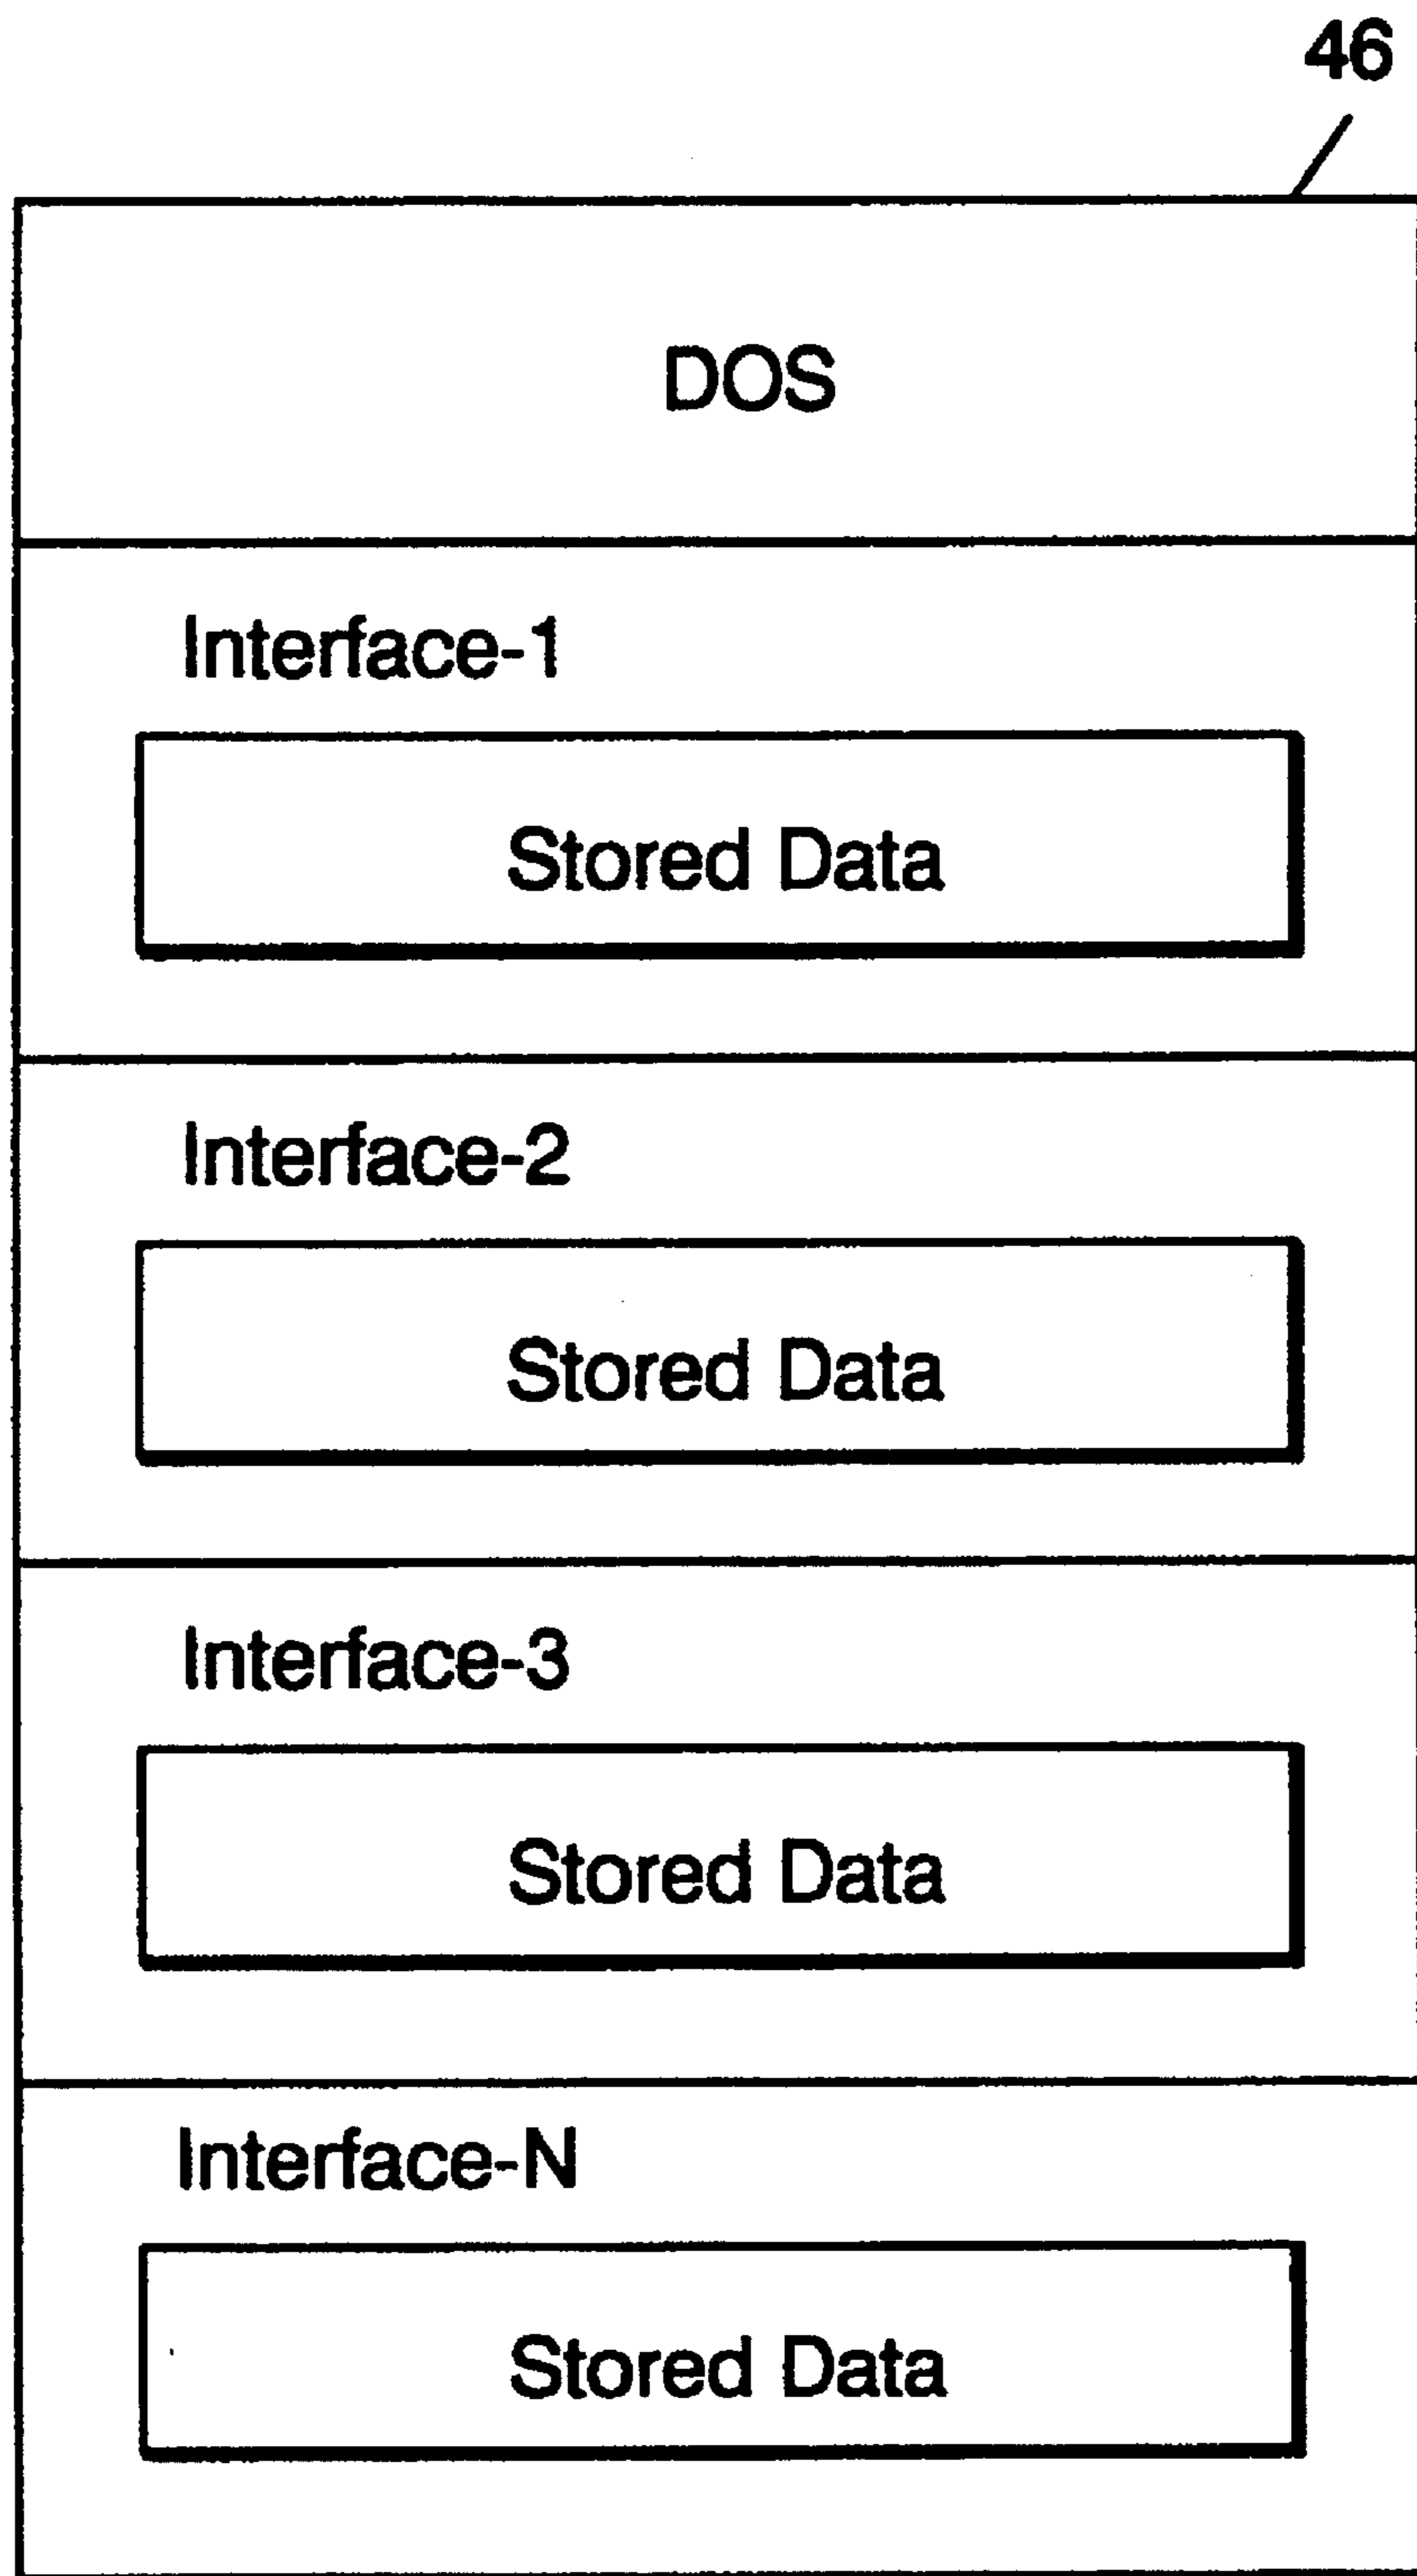 46
DOS
Interface-1
Stored Data
Interface-2
Stored Data
Interface-3
Stored Data
Interface-N
Stored Data